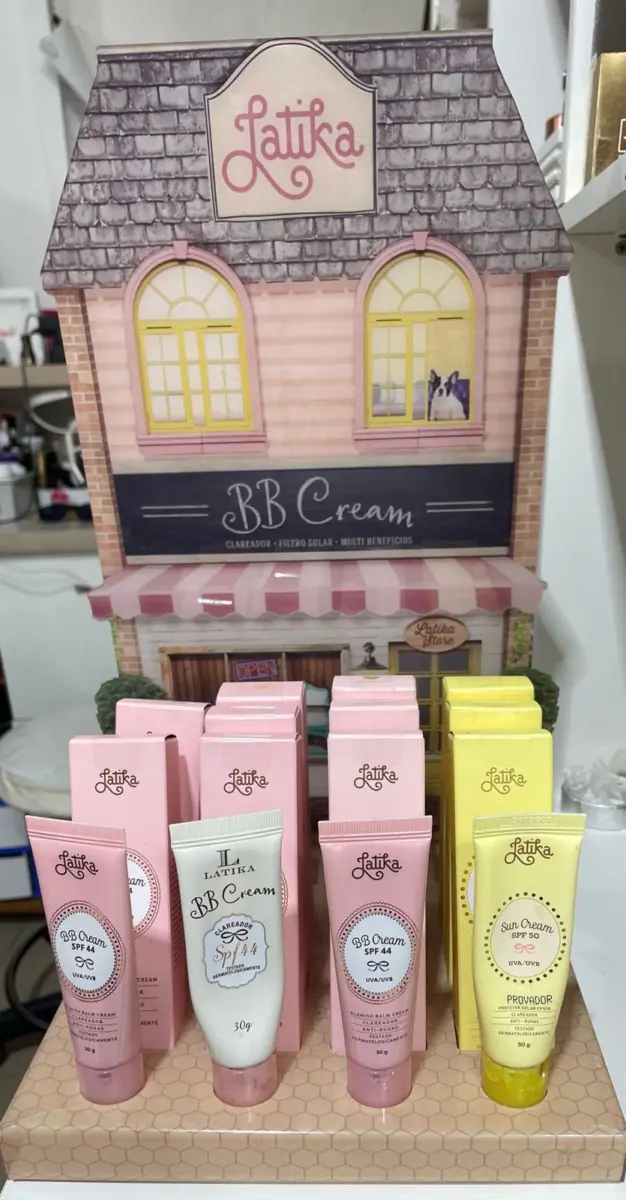 Latika
BB Cream
CLAREADOR • FILTRO SOLAR • MULTI BENEFÍCIOS
Latika
Store
OPEN
Latika
Latika
Latika
Latika
Latika
BB Cream
SPF 44
UVA/UVB
BLEMISH BALM CREAM
CLAREADOR
ANTI-RUGAS
TESTADO
DERMATOLOGICAMENTE
30 g
L
LATIKA
BB Cream
CLAREADOR
Spf 44
TESTADO
DERMATOLOGICAMENTE
30g
Latika
BB Cream
SPF 44
UVA/UVB
BLEMISH BALM CREAM
CLAREADOR
ANTI-RUGAS
TESTADO
DERMATOLOGICAMENTE
30 g
Latika
Sun Cream
SPF 50
UVA/UVB
PROVADOR
CLAREADOR
ANTI-RUGAS
TESTADO
DERMATOLOGICAMENTE
50 g